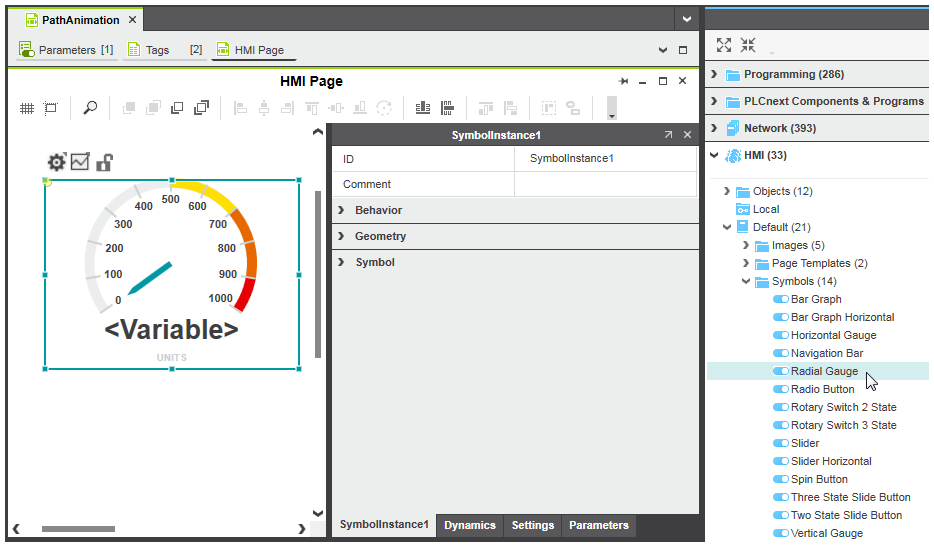 PathAnimation
Parameters [1]
Tags [2]
HMI Page
HMI Page
SymbolInstance1
ID SymbolInstance1
Comment
Behavior
Geometry
Symbol
0
100
200
300
400
500
600
700
800
900
1000
<Variable>
UNITS
SymbolInstance1
Dynamics
Settings
Parameters
Programming (286)
PLCnext Components & Programs
Network (393)
HMI (33)
Objects (12)
Local
Default (21)
Images (5)
Page Templates (2)
Symbols (14)
Bar Graph
Bar Graph Horizontal
Horizontal Gauge
Navigation Bar
Radial Gauge
Radio Button
Rotary Switch 2 State
Rotary Switch 3 State
Slider
Slider Horizontal
Spin Button
Three State Slide Button
Two State Slide Button
Vertical Gauge